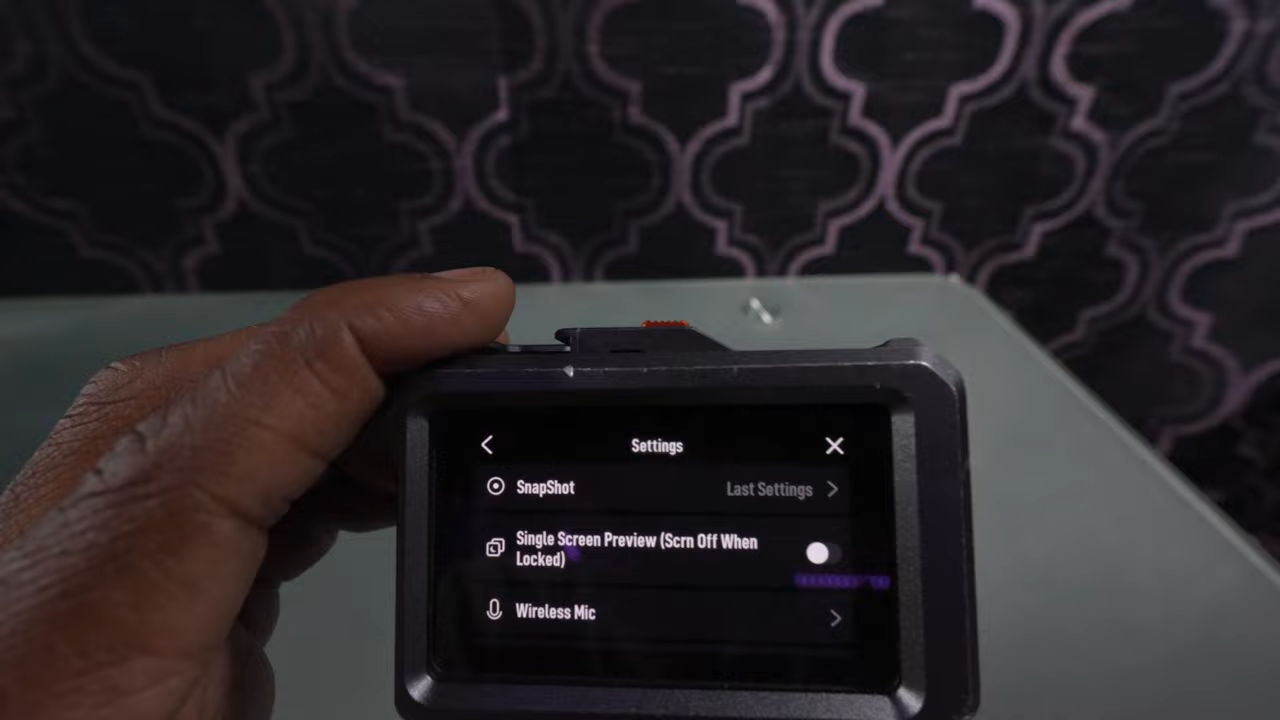 Settings
SnapShot Last Settings
Single Screen Preview (Scrn Off When
Locked)
Wireless Mic